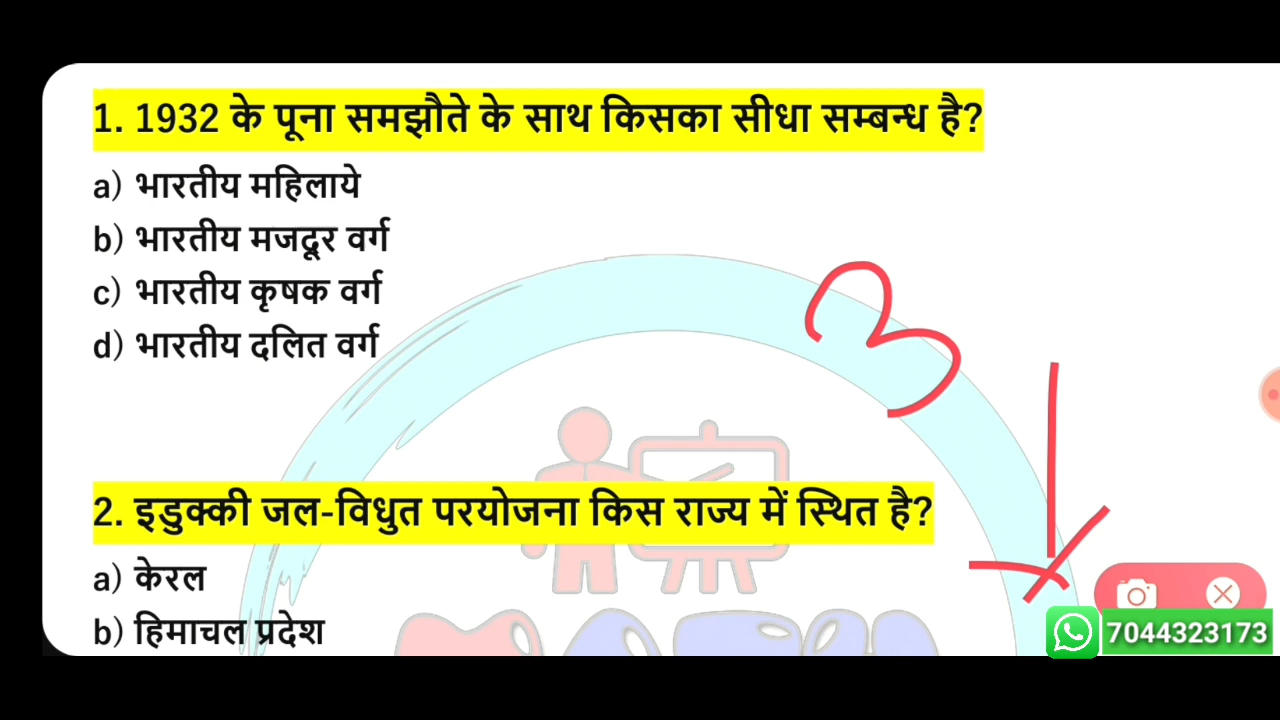 1. 1932 के पूना समझौते के साथ किसका सीधा सम्बन्ध है?
a) भारतीय महिलाये
b) भारतीय मजदूर वर्ग
c) भारतीय कृषक वर्ग
d) भारतीय दलित वर्ग
3
2. इडुक्की जल-विधुत परयोजना किस राज्य में स्थित है?
a) केरल
b) हिमाचल प्रदेश
7044323173